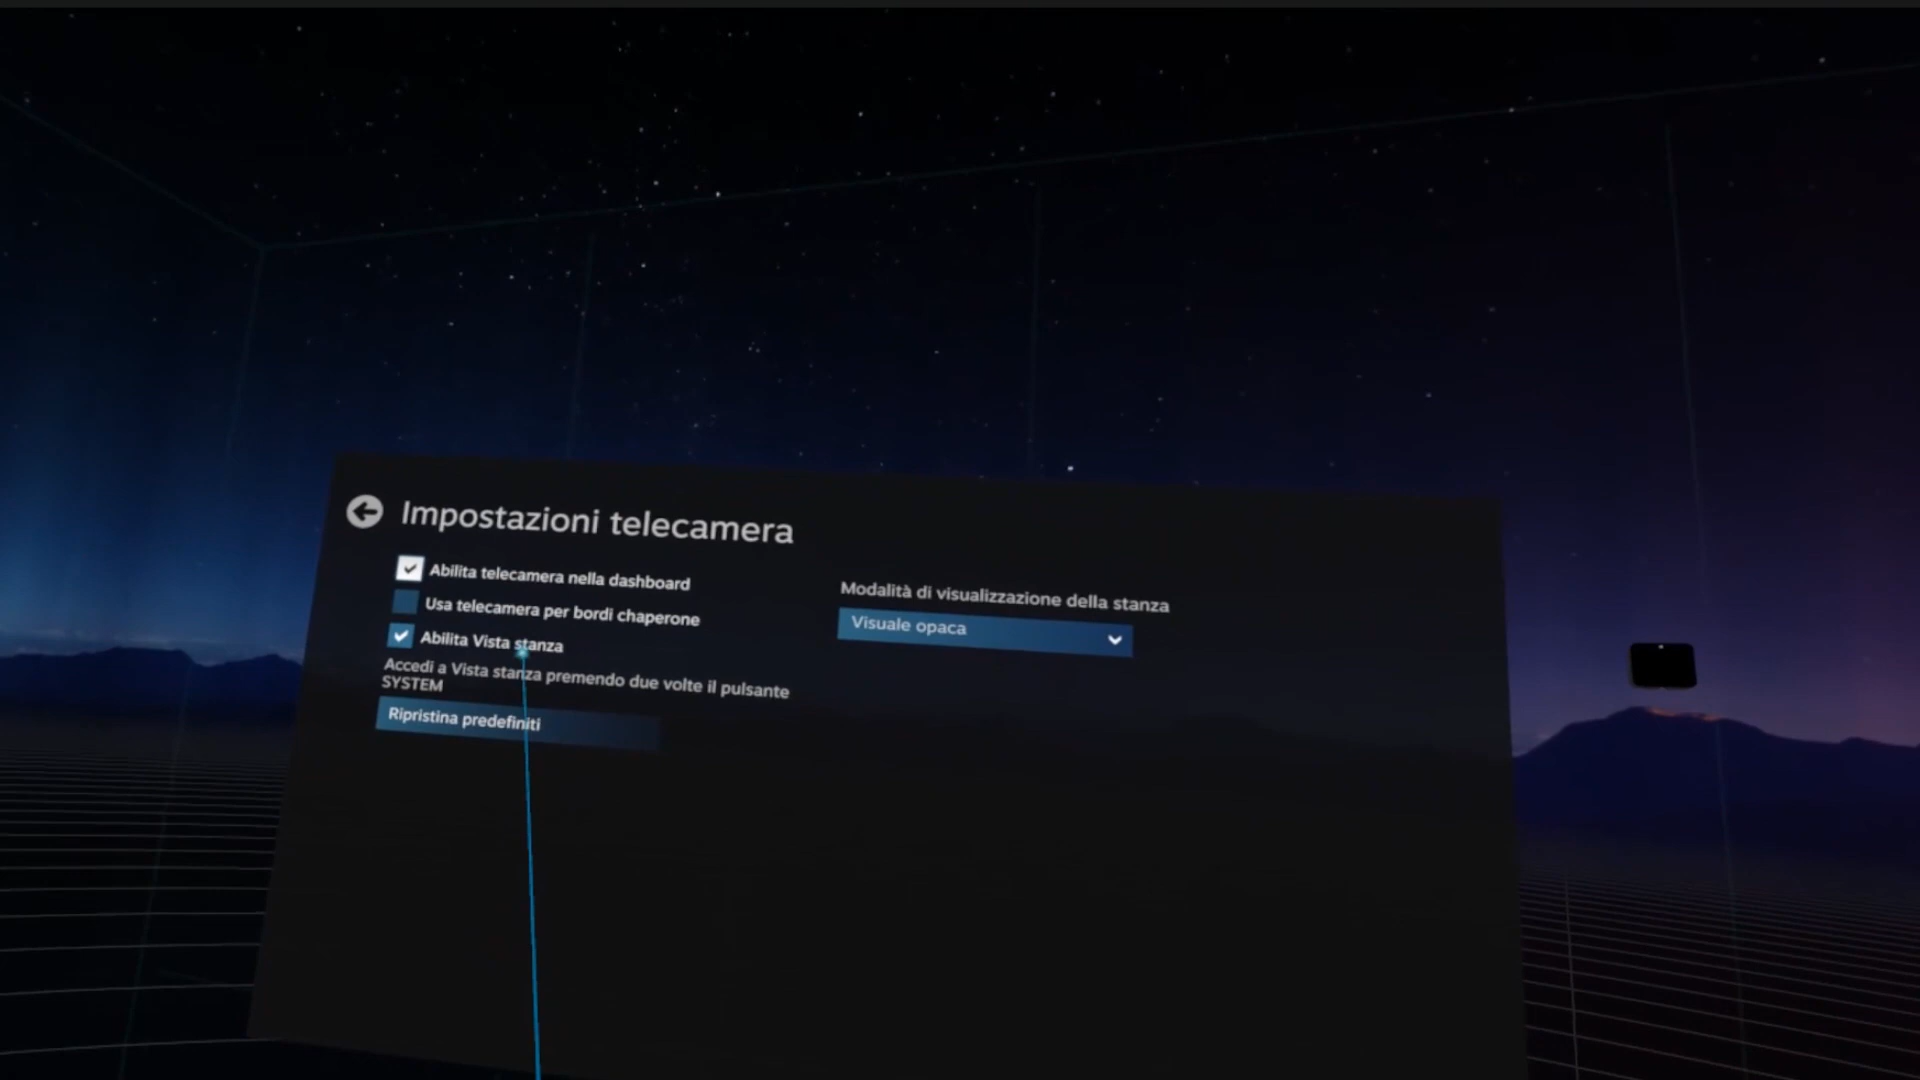 Impostazioni telecamera
Abilita telecamera nella dashboard
Usa telecamera per bordi chaperone
Abilita Vista stanza
Accedi a Vista stanza premendo due volte il pulsante
SYSTEM
Ripristina predefiniti
Modalità di visualizzazione della stanza
Visuale opaca